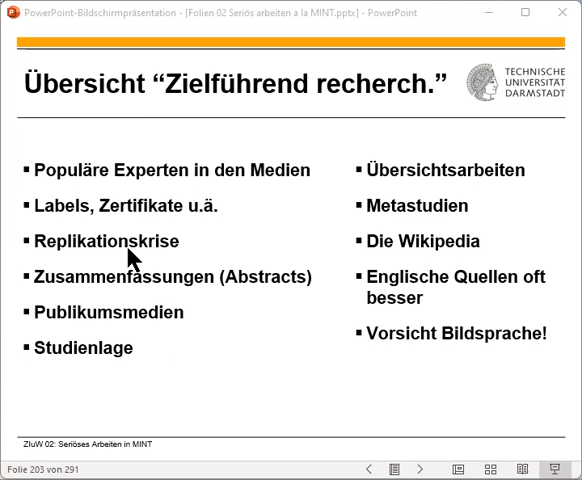 PowerPoint-Bildschirmpräsentation - [Folien 02 Seriös arbeiten a la MINT.pptx] - PowerPoint
Übersicht “Zielführend recherch.”
TECHNISCHE
UNIVERSITÄT
DARMSTADT
Populäre Experten in den Medien
Labels, Zertifikate u.ä.
Replikationskrise
Zusammenfassungen (Abstracts)
Publikumsmedien
Studienlage
Übersichtsarbeiten
Metastudien
Die Wikipedia
Englische Quellen oft
besser
Vorsicht Bildsprache!
ZIuW 02: Seriöses Arbeiten in MINT
Folie 203 von 291